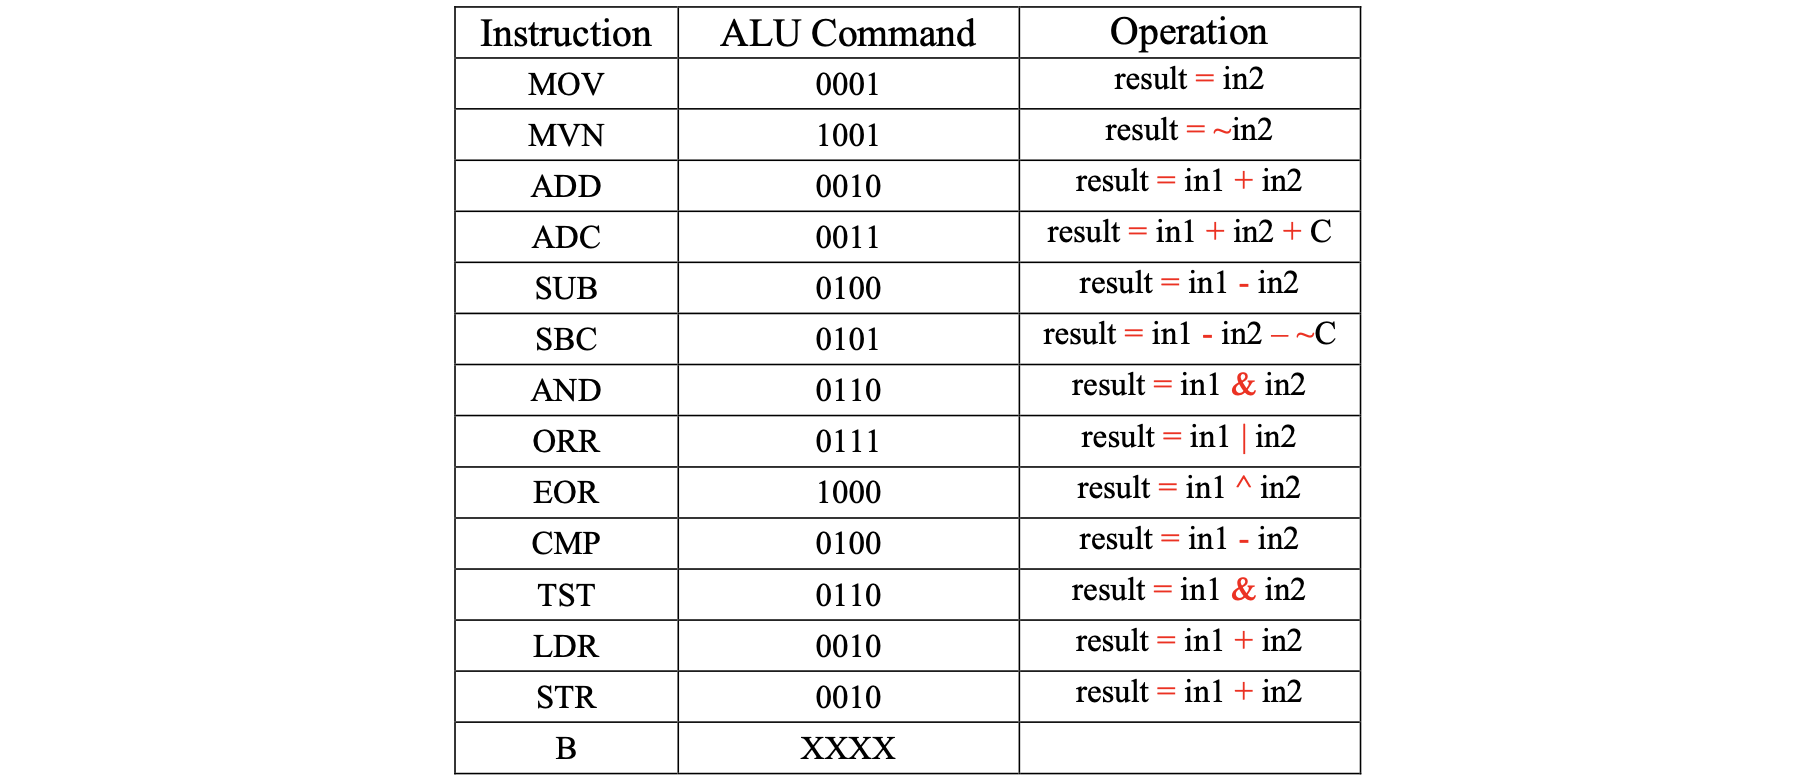 Instruction ALU Command Operation
MOV 0001 result = in2
MVN 1001 result = ~in2
ADD 0010 result = in1 + in2
ADC 0011 result = in1 + in2 + C
SUB 0100 result = in1 - in2
SBC 0101 result = in1 - in2 – ~C
AND 0110 result = in1 & in2
ORR 0111 result = in1 | in2
EOR 1000 result = in1 ^ in2
CMP 0100 result = in1 - in2
TST 0110 result = in1 & in2
LDR 0010 result = in1 + in2
STR 0010 result = in1 + in2
B XXXX